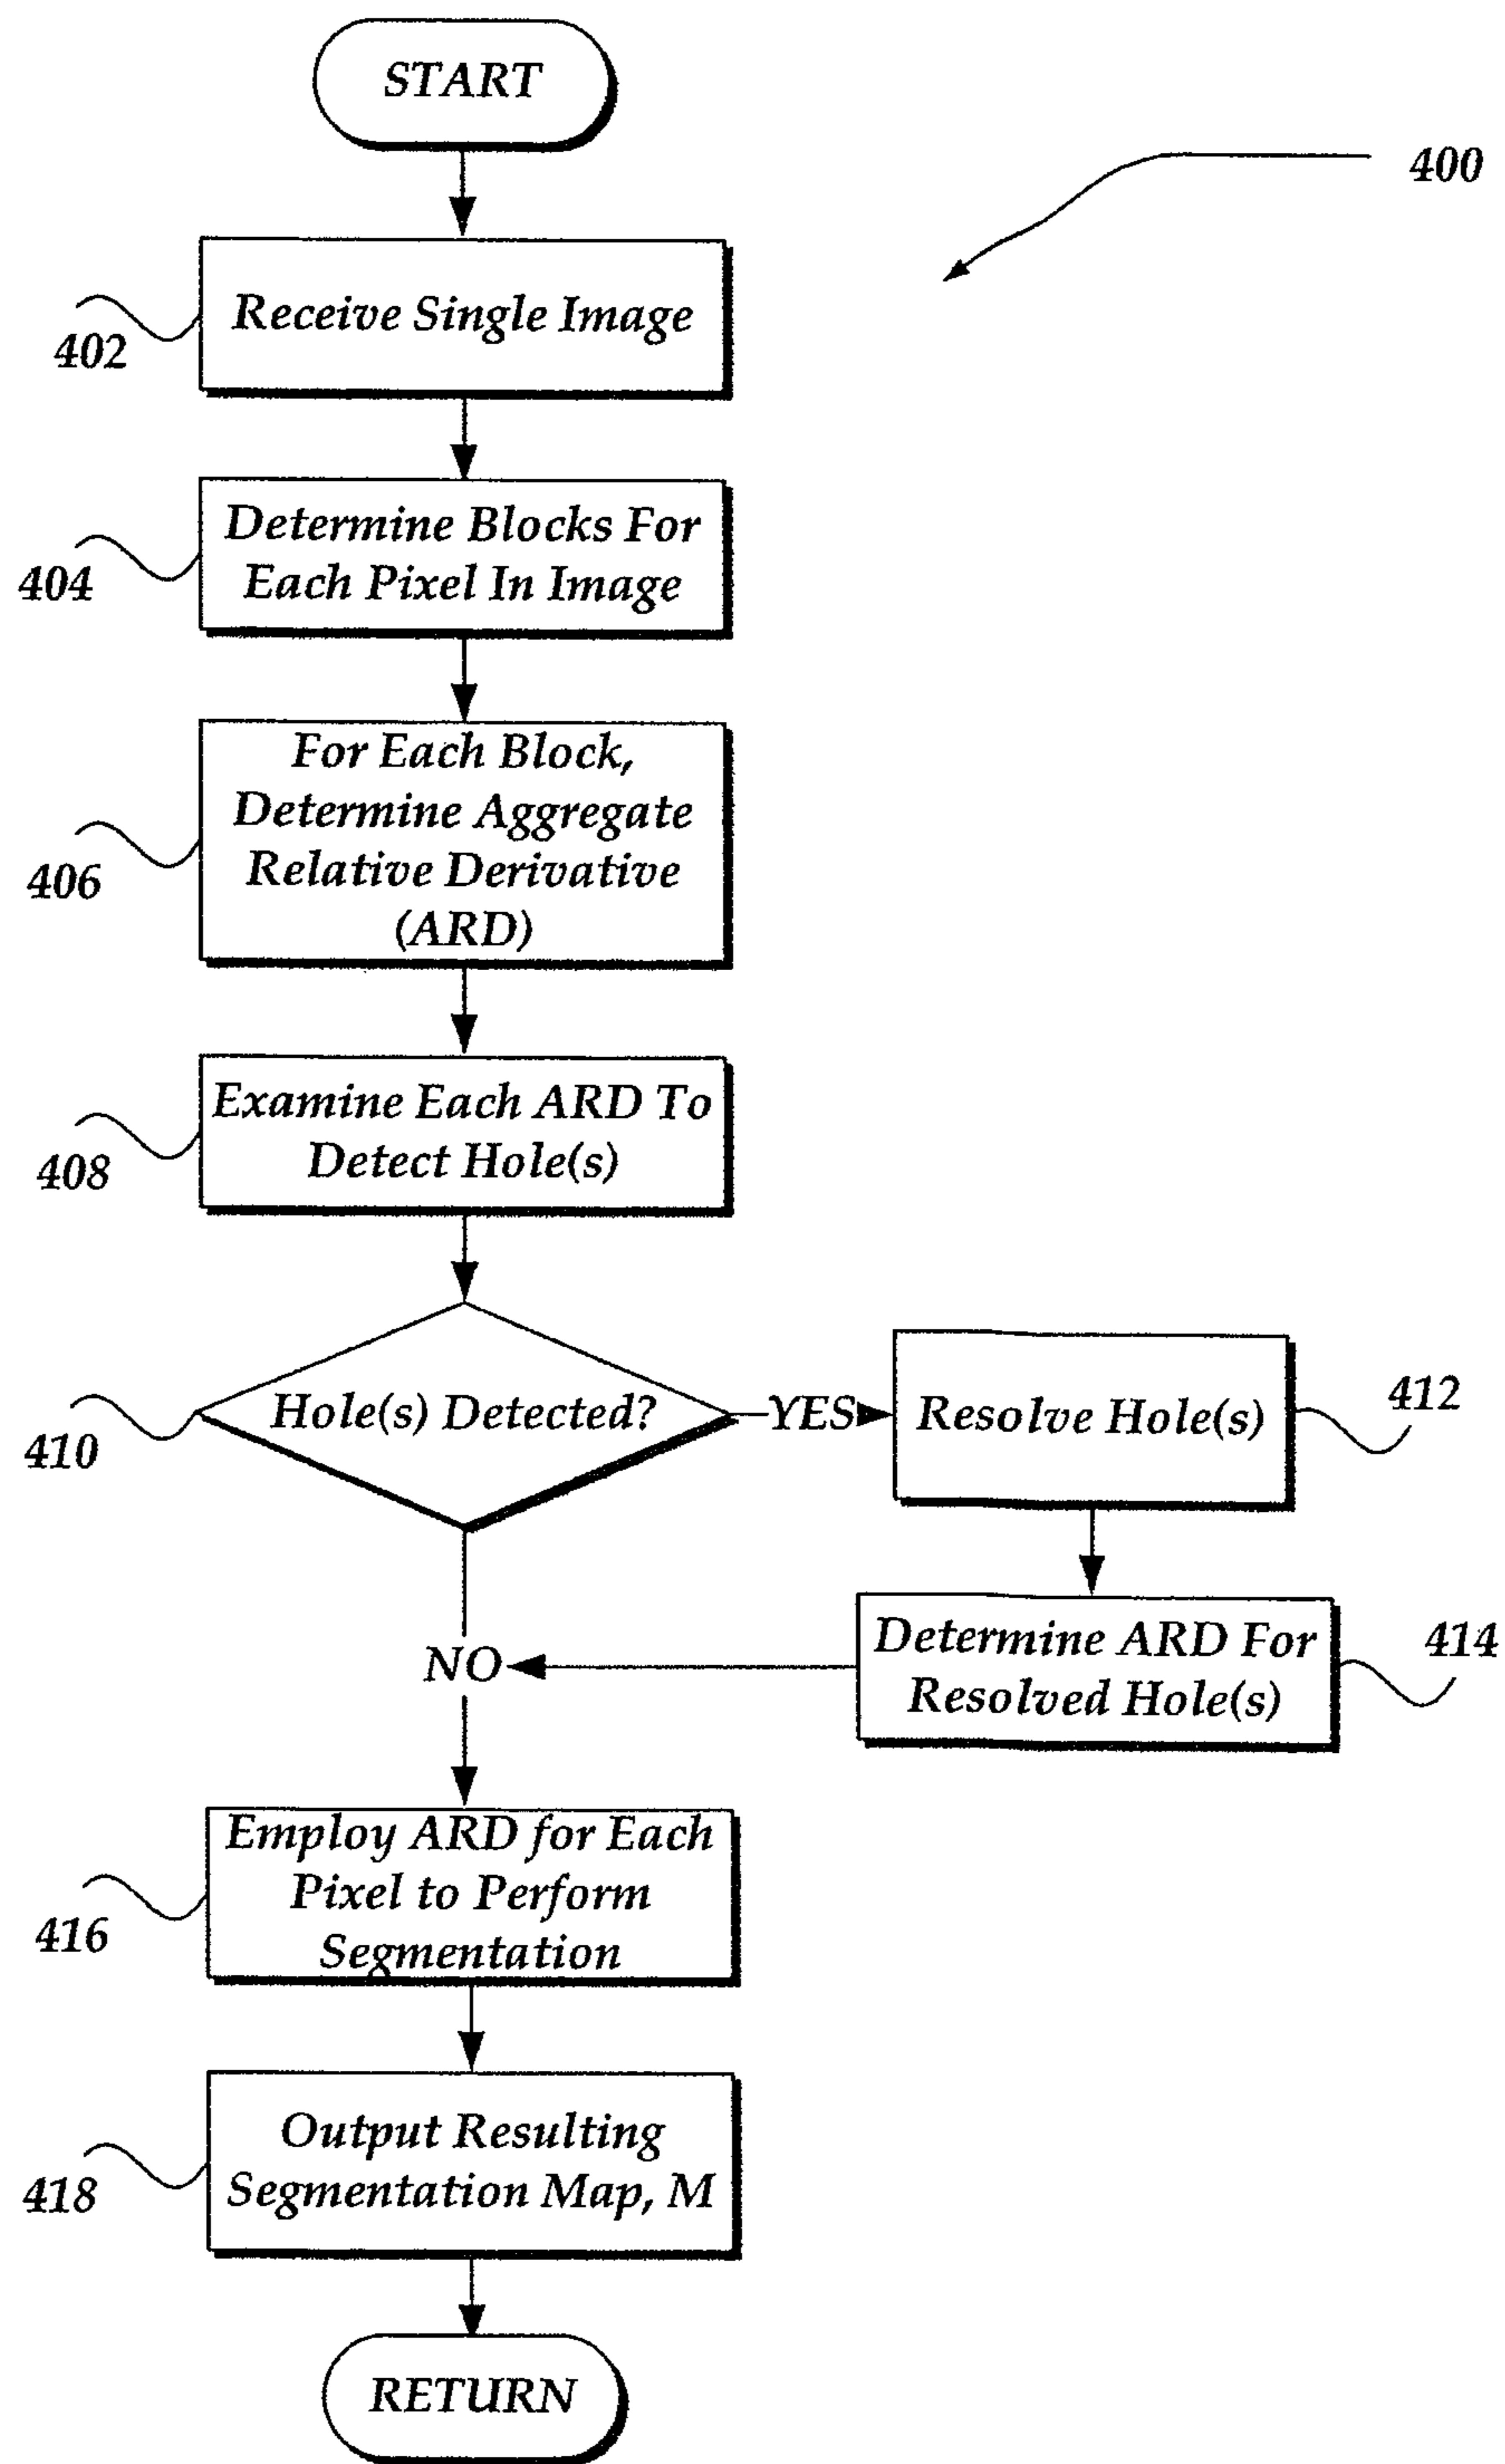 START
400
Receive Single Image
402
Determine Blocks For
Each Pixel In Image
404
For Each Block,
Determine Aggregate
Relative Derivative
(ARD)
406
Examine Each ARD To
Detect Hole(s)
408
Hole(s) Detected?
410
YES
Resolve Hole(s)
412
Determine ARD For
Resolved Hole(s)
414
NO
Employ ARD for Each
Pixel to Perform
Segmentation
416
Output Resulting
Segmentation Map, M
418
RETURN